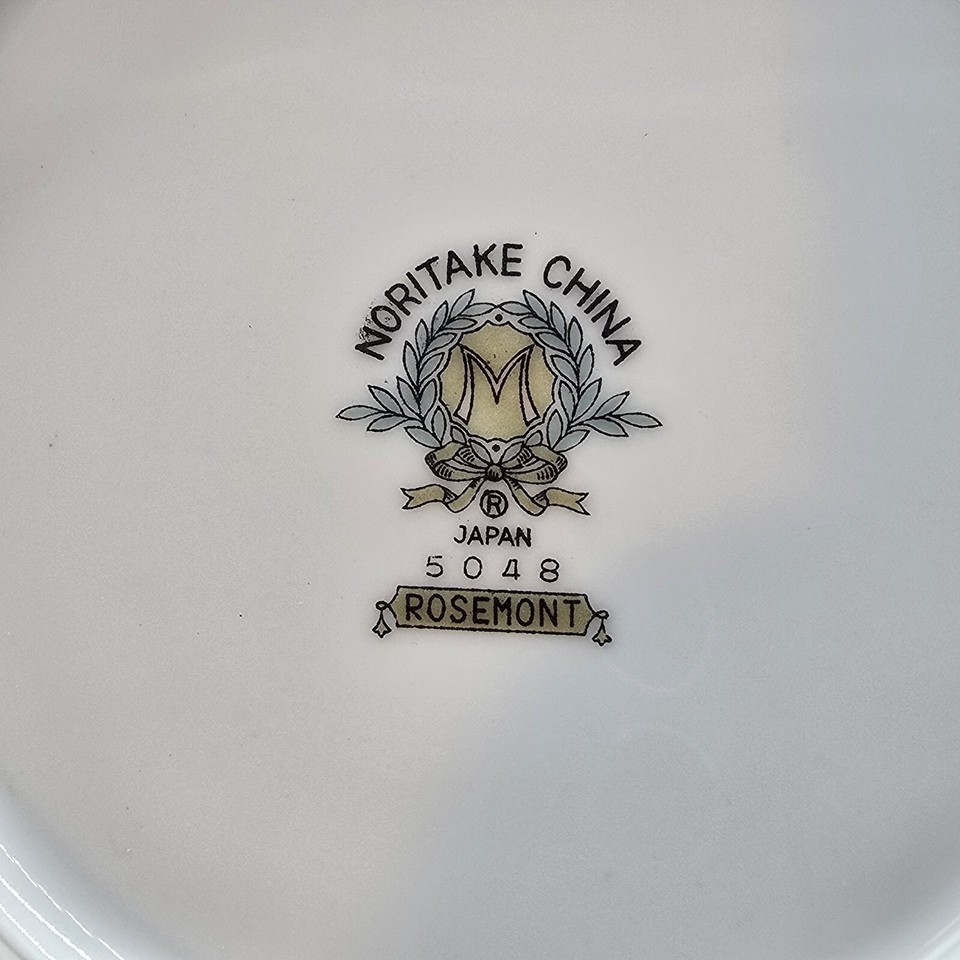 NORITAKE CHINA
M
®
JAPAN
5048
ROSEMONT